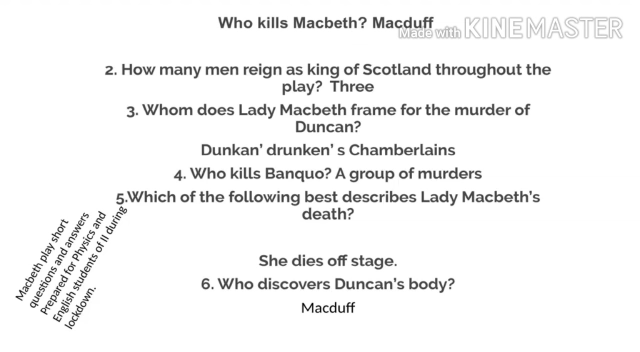 Who kills Macbeth? Macduff
Made with KINEMASTER
2. How many men reign as king of Scotland throughout the
play? Three
3. Whom does Lady Macbeth frame for the murder of
Duncan?
Dunkan' drunken' s Chamberlains
4. Who kills Banquo? A group of murders
5.Which of the following best describes Lady Macbeth's
death?
She dies off stage.
6. Who discovers Duncan's body?
Macduff
Macbeth play short
questions and answers
Prepared for Physics and
English students of II during
lockdown.